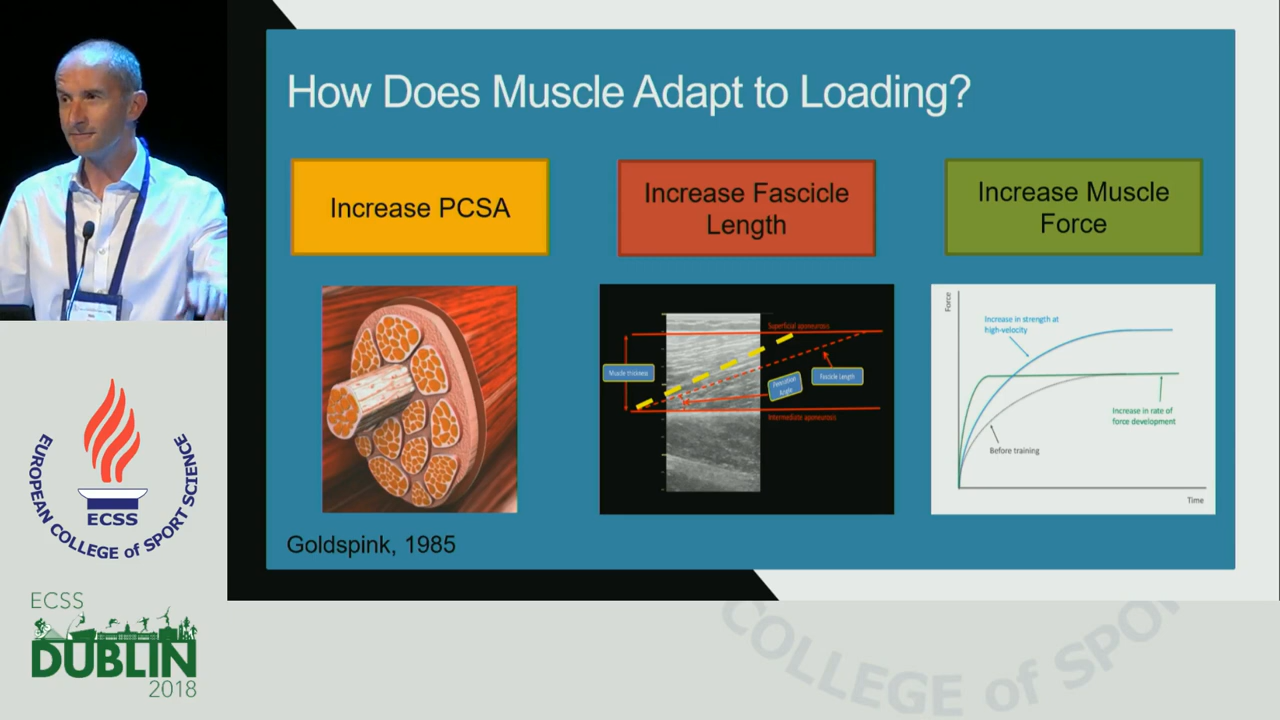 How Does Muscle Adapt to Loading?
Increase PCSA
Increase Fascicle
Length
Increase Muscle
Force
Superficial aponeurosis
Muscle thickness
Pennation
Angle
Fascicle Length
Intermediate aponeurosis
Force
Increase in strength at
high-velocity
Increase in rate of
force development
Before training
Time
Goldspink, 1985
EUROPEAN COLLEGE of SPORT SCIENCE
ECSS
ECSS
DUBLIN
2018
COLLEGE of SPOR